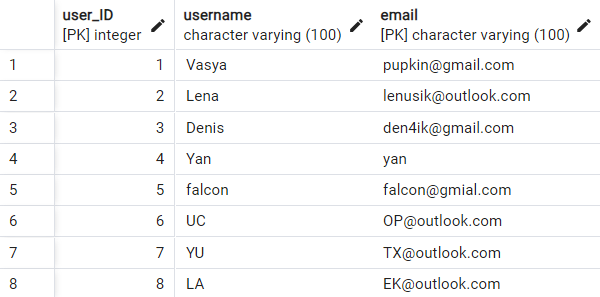 user_ID username email
[PK] integer character varying (100) [PK] character varying (100)
1 1 Vasya pupkin@gmail.com
2 2 Lena lenusik@outlook.com
3 3 Denis den4ik@gmail.com
4 4 Yan yan
5 5 falcon falcon@gmial.com
6 6 UC OP@outlook.com
7 7 YU TX@outlook.com
8 8 LA EK@outlook.com